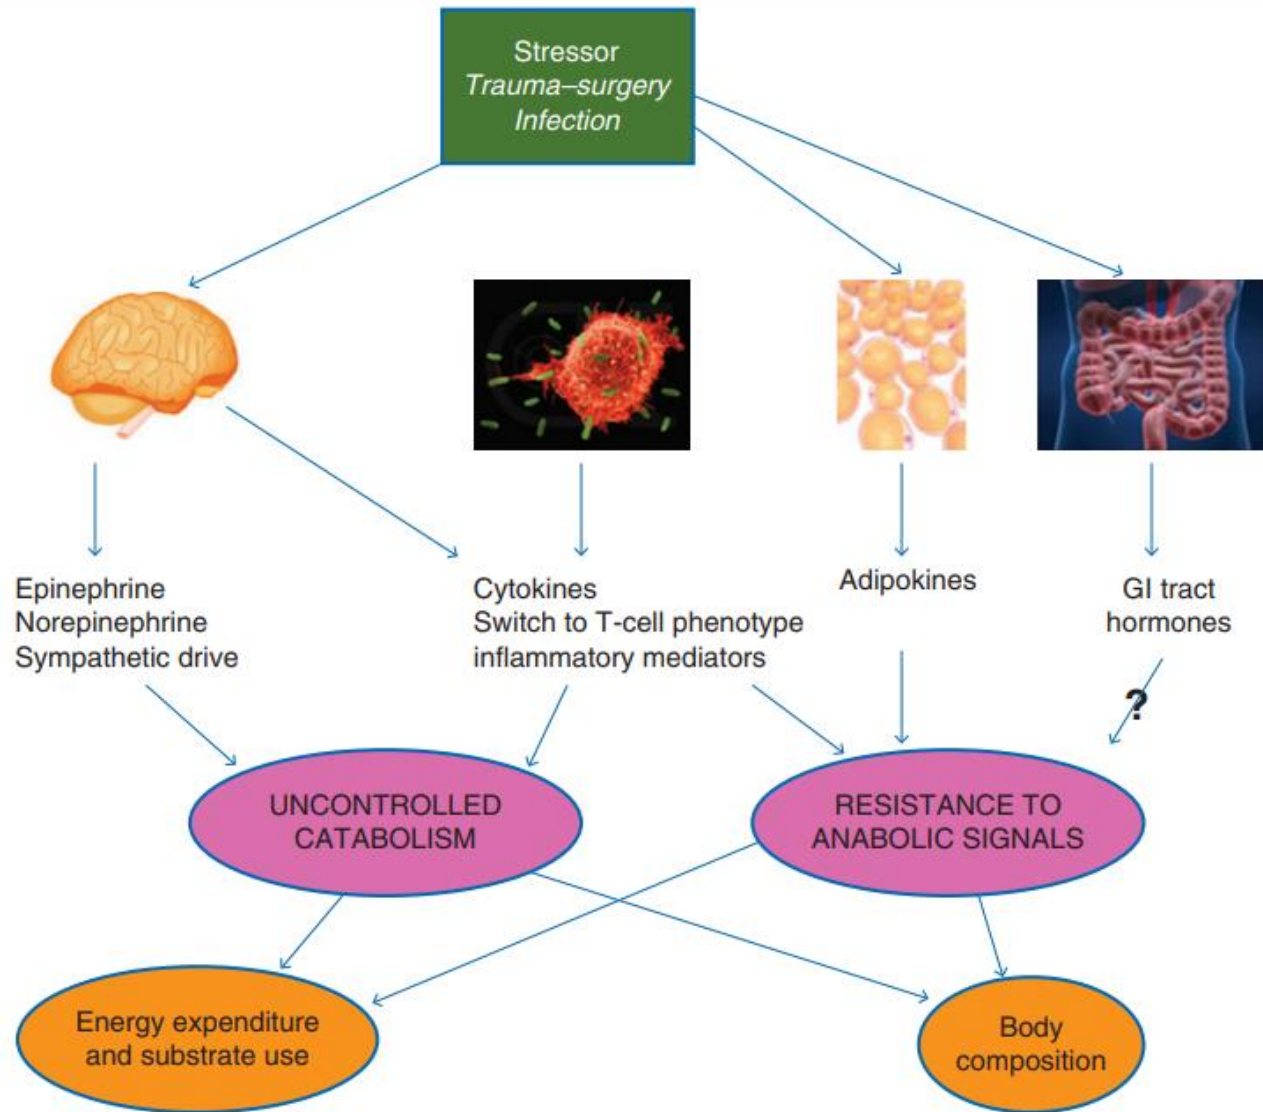 Stressor
Trauma–surgery
Infection
Epinephrine
Norepinephrine
Sympathetic drive
Cytokines
Switch to T-cell phenotype
inflammatory mediators
Adipokines
GI tract
hormones
?
UNCONTROLLED
CATABOLISM
RESISTANCE TO
ANABOLIC SIGNALS
Energy expenditure
and substrate use
Body
composition